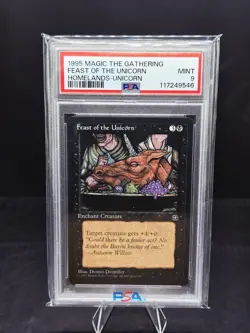 1995 MAGIC THE GATHERING
FEAST OF THE UNICORN
HOMELANDS-UNICORN
MINT
9
PSA
117249546
Feast of the Unicorn
3
Enchant Creature
Target creature gets +4/+0.
"Could there be a fouler act? No
doubt the Baron knows of one."
—Autumn Willow
Illus. Dennis Detwiller
PSA